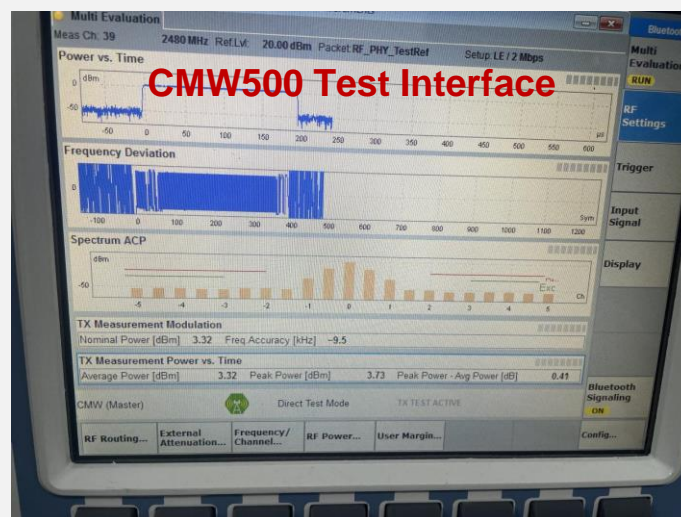 Multi Evaluation
Bluetoo
Meas Ch: 39 2480 MHz Ref.Lvl: 20.00 dBm Packet: RF_PHY_TestRef Setup: LE / 2 Mbps
Multi
Evaluation
RUN
Power vs. Time
CMW500 Test Interface
dBm
0
-50
-50 0 50 100 150 200 250 300 350 400 450 500 550 600
µs
RF
Settings
Frequency Deviation
0
Sym
-100 0 100 200 300 400 500 600 700 800 900 1000 1100 1200
Trigger
Input
Signal
Spectrum ACP
dBm
-50
Exc
Ch
-5 -4 -3 -2 -1 0 1 2 3 4 5
Display
TX Measurement Modulation
Nominal Power [dBm] 3.32 Freq.Accuracy [kHz] -9.5
TX Measurement Power vs. Time
Average Power [dBm] 3.32 Peak Power [dBm] 3.73 Peak Power - Avg Power [dB] 0.41
CMW (Master) Direct Test Mode TX TEST ACTIVE
Bluetooth
Signaling
ON
RF Routing...
External
Attenuation...
Frequency/
Channel...
RF Power...
User Margin...
Config...